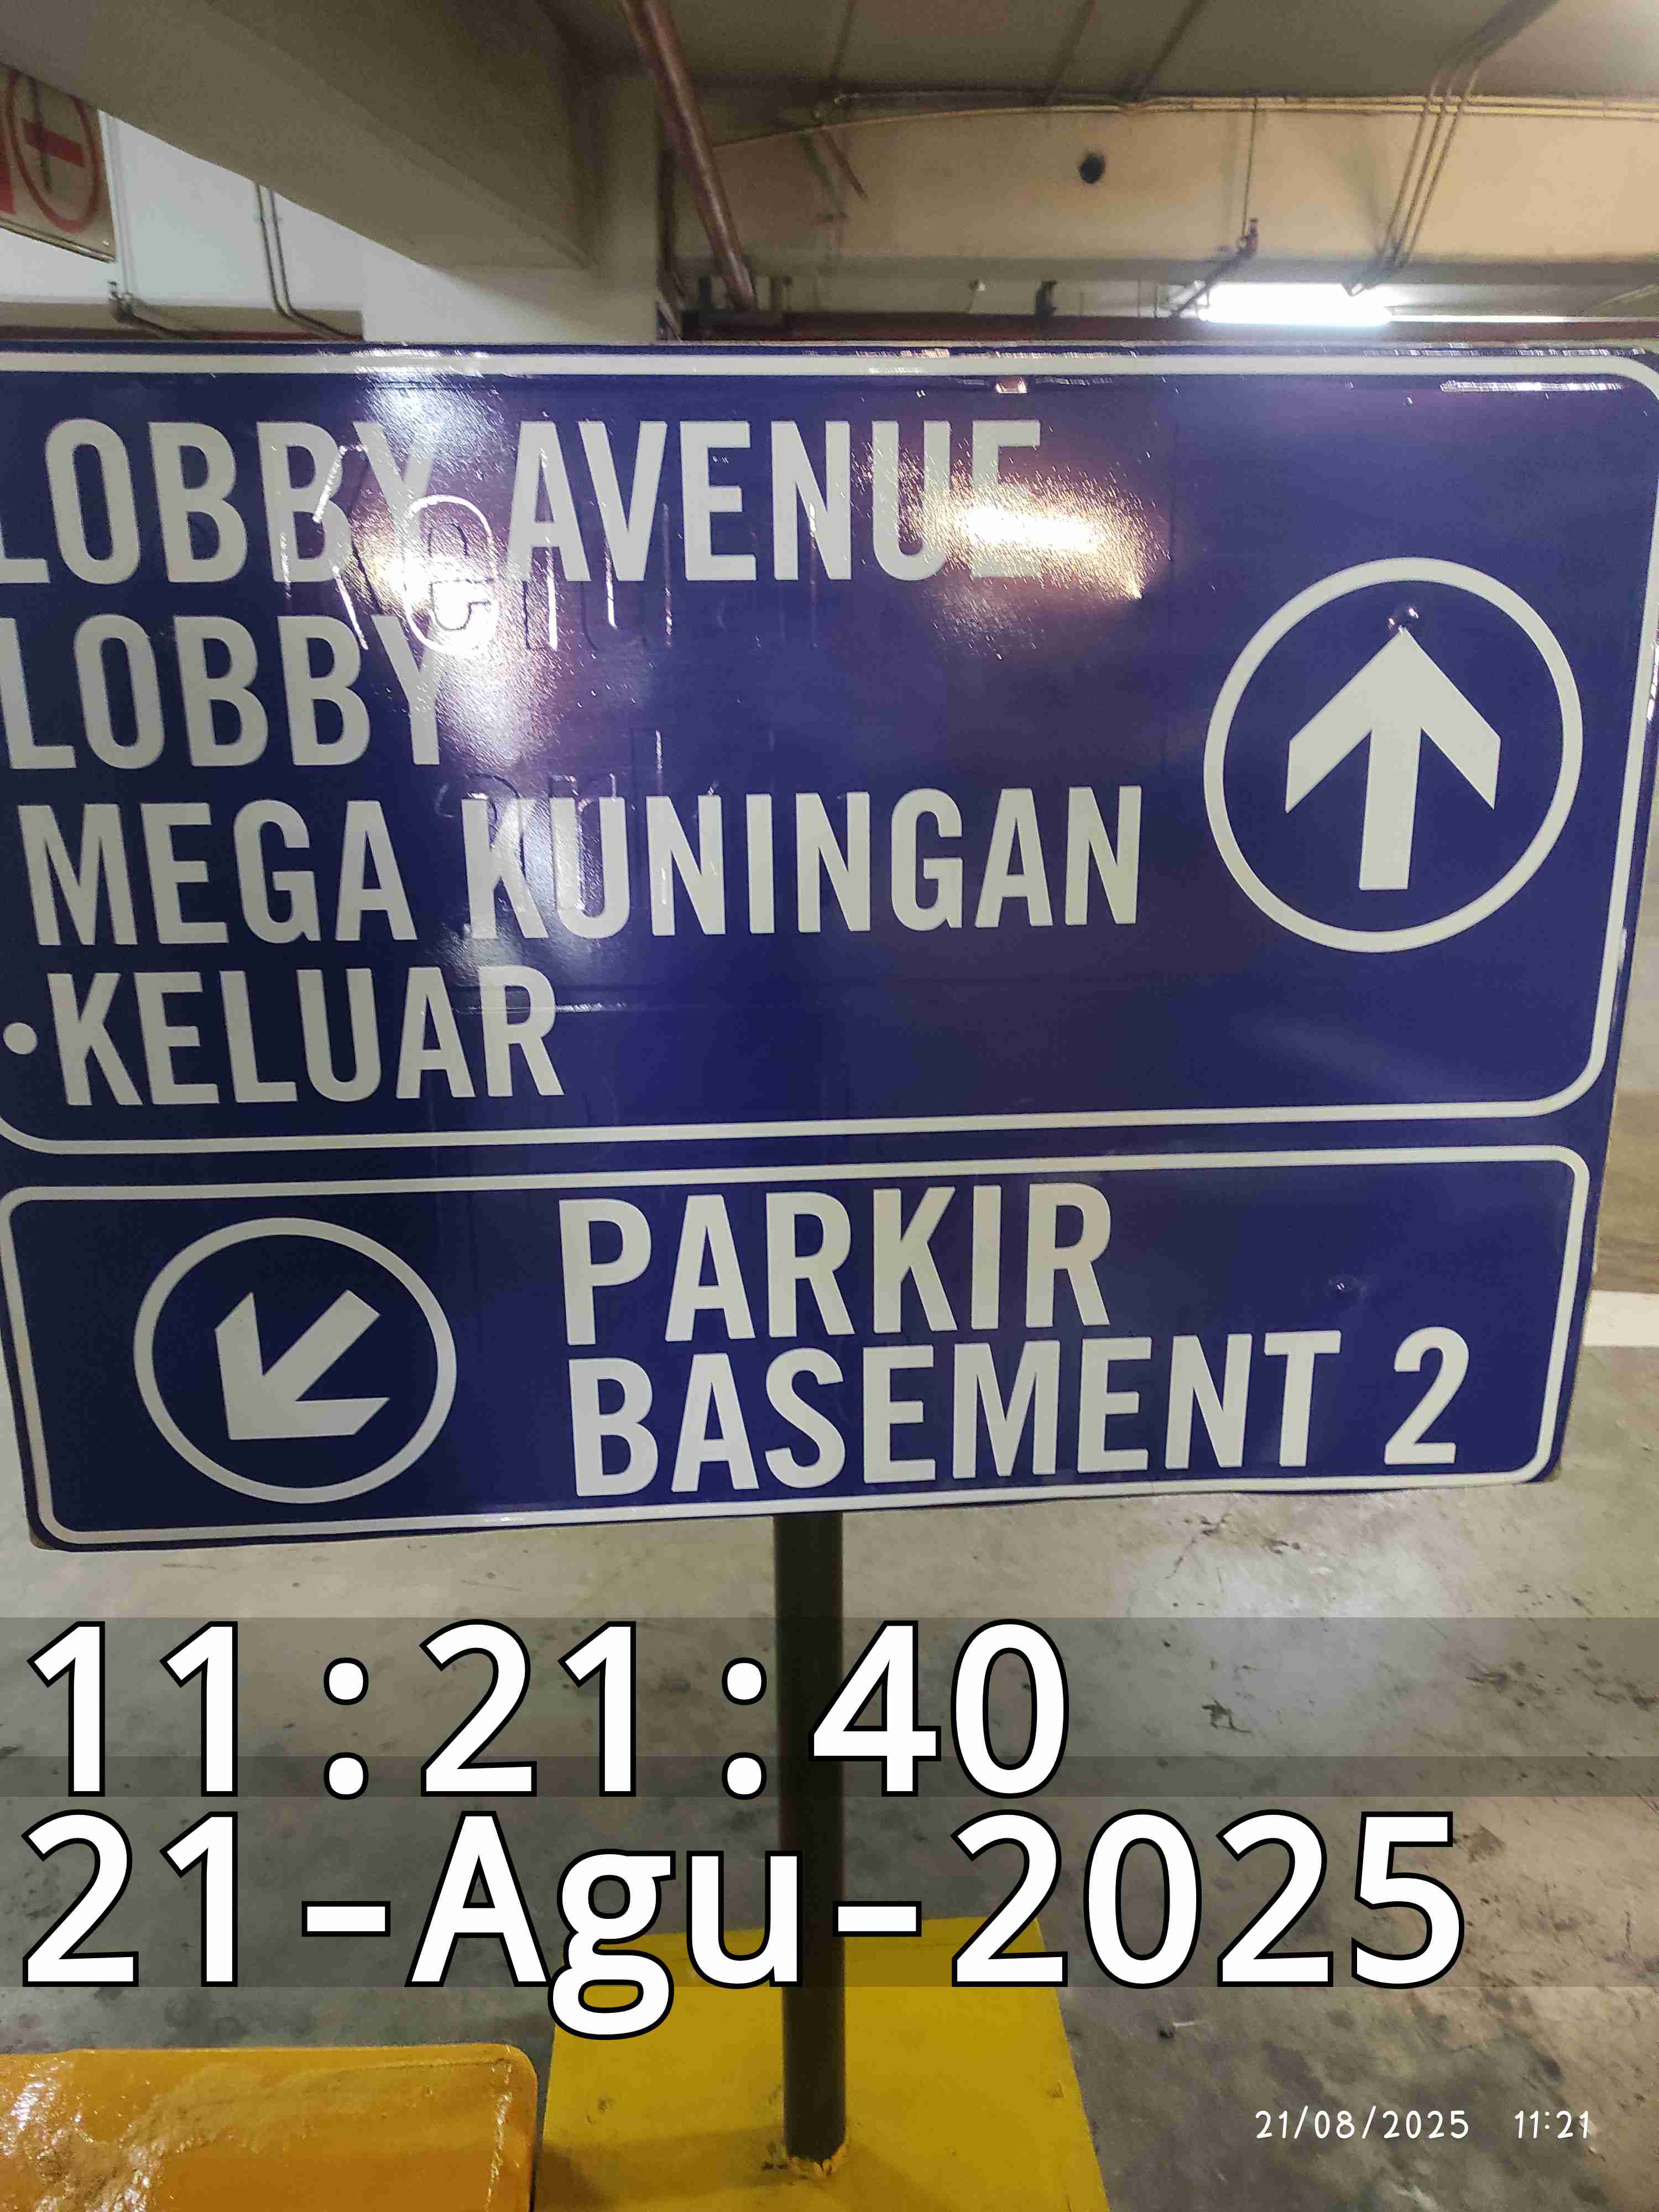 LOBBY AVENUE
LOBBY
MEGA KUNINGAN
•KELUAR
PARKIR
BASEMENT 2
11:21:40
21-Agu-2025
21/08/2025 11:21